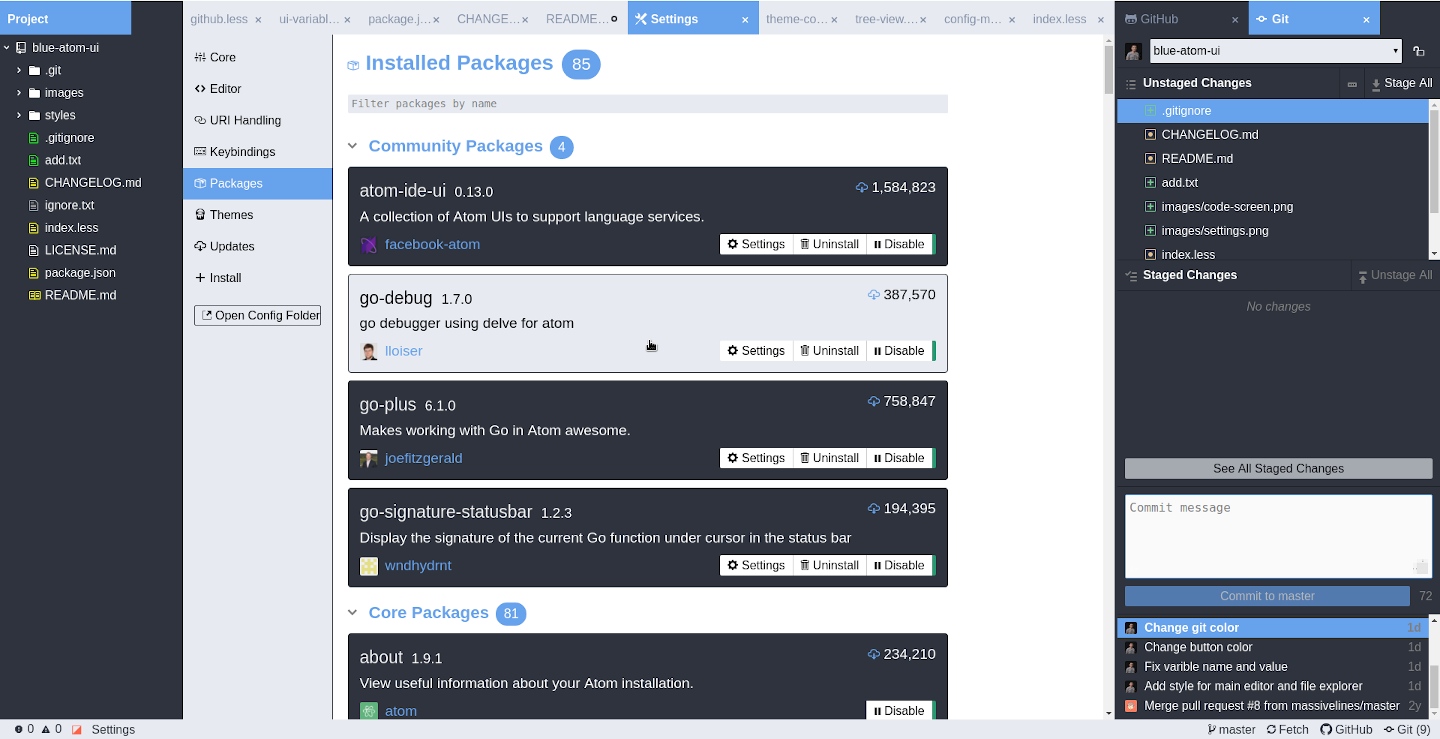 Project
github.less
ui-variabl...
package.j...
CHANGE...
README...
Settings
theme-co...
tree-view....
config-m...
index.less
GitHub
Git
blue-atom-ui
.git
images
styles
.gitignore
add.txt
CHANGELOG.md
ignore.txt
index.less
LICENSE.md
package.json
README.md
Core
Editor
URI Handling
Keybindings
Packages
Themes
Updates
Install
Open Config Folder
Installed Packages 85
Filter packages by name
Community Packages 4
atom-ide-ui 0.13.0 1,584,823
A collection of Atom UIs to support language services.
facebook-atom Settings Uninstall Disable
go-debug 1.7.0 387,570
go debugger using delve for atom
lloiser Settings Uninstall Disable
go-plus 6.1.0 758,847
Makes working with Go in Atom awesome.
joefitzgerald Settings Uninstall Disable
go-signature-statusbar 1.2.3 194,395
Display the signature of the current Go function under cursor in the status bar
wndhydrnt Settings Uninstall Disable
Core Packages 81
about 1.9.1 234,210
View useful information about your Atom installation.
atom Disable
blue-atom-ui
Unstaged Changes Stage All
.gitignore
CHANGELOG.md
README.md
add.txt
images/code-screen.png
images/settings.png
index.less
Staged Changes Unstage All
No changes
See All Staged Changes
Commit message
Commit to master 72
Change git color 1d
Change button color 1d
Fix varible name and value 1d
Add style for main editor and file explorer 1d
Merge pull request #8 from massivelines/master 2y
0 0 Settings
master Fetch GitHub Git (9)